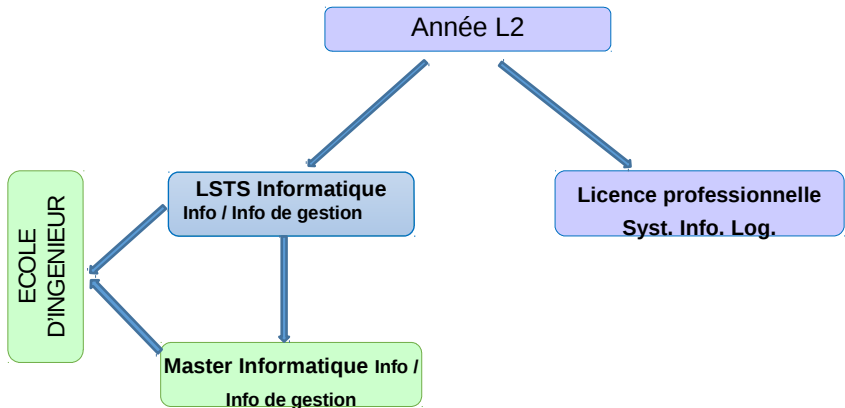 Année L2
LSTS Informatique
Info / Info de gestion
Licence professionnelle
Syst. Info. Log.
ECOLE
D'INGENIEUR
Master Informatique Info /
Info de gestion